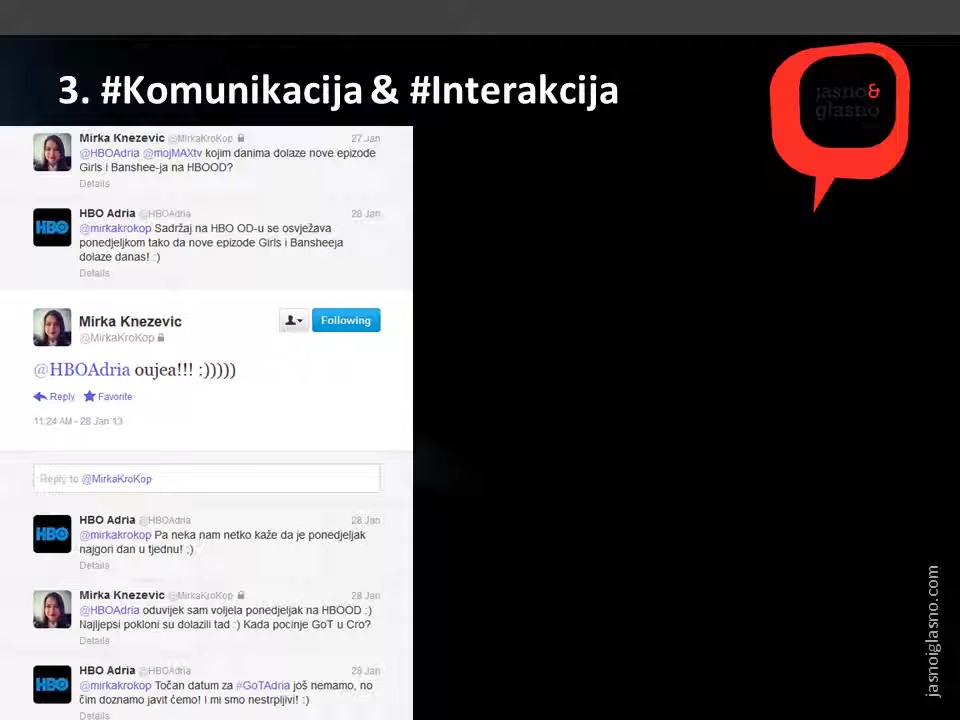 3. #Komunikacija & #Interakcija
jasno&
glasno
Mirka Knezevic @MirkaKroKop 27 Jan
@HBOAdria @mojMAXtv kojim danima dolaze nove epizode
Girls i Banshee-ja na HBOOD?
Details
HBO
HBO Adria @HBOAdria 28 Jan
@mirkakrokop Sadržaj na HBO OD-u se osvježava
ponedjeljkom tako da nove epizode Girls i Bansheeja
dolaze danas! :)
Details
Mirka Knezevic
@MirkaKroKop
Following
@HBOAdria oujea!!! :)))))
Reply Favorite
11:24 AM - 28 Jan 13
Reply to @MirkaKroKop
HBO
HBO Adria @HBOAdria 28 Jan
@mirkakrokop Pa neka nam netko kaže da je ponedjeljak
najgori dan u tjednu! :)
Details
Mirka Knezevic @MirkaKroKop 28 Jan
@HBOAdria oduvijek sam voljela ponedjeljak na HBOOD :)
Najljepsi pokloni su dolazili tad :) Kada pocinje GoT u Cro?
Details
HBO
HBO Adria @HBOAdria 28 Jan
@mirkakrokop Točan datum za #GoTAdria još nemamo, no
čim doznamo javit ćemo! I mi smo nestrpljivi! :)
Details
jasnoiglasno.com